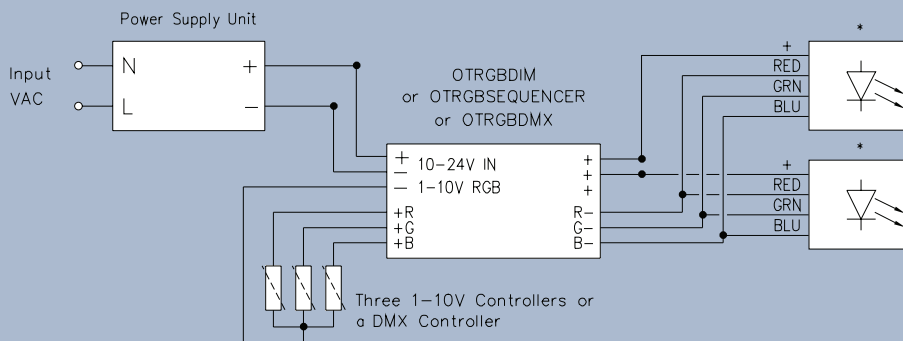 Power Supply Unit
Input
VAC
N
L
+
−
OTRGBDIM
or OTRGBSEQUENCER
or OTRGBDMX
+ 10−24V IN
−
− 1−10V RGB
+R
+G
+B
+
+
+
R−
G−
B−
*
+
RED
GRN
BLU
*
+
RED
GRN
BLU
Three 1−10V Controllers or
a DMX Controller